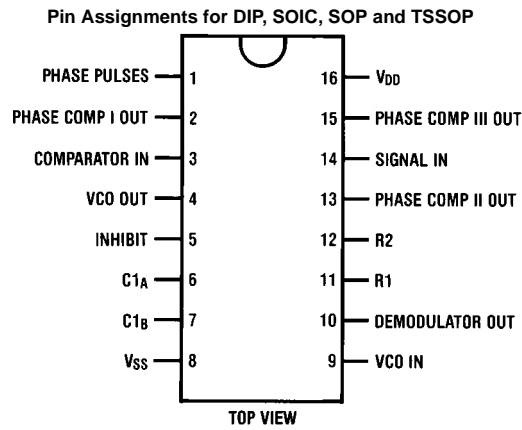 Pin Assignments for DIP, SOIC, SOP and TSSOP
PHASE PULSES 1 16 VDD
PHASE COMP I OUT 2 15 PHASE COMP III OUT
COMPARATOR IN 3 14 SIGNAL IN
VCO OUT 4 13 PHASE COMP II OUT
INHIBIT 5 12 R2
C1A 6 11 R1
C1B 7 10 DEMODULATOR OUT
VSS 8 9 VCO IN
TOP VIEW